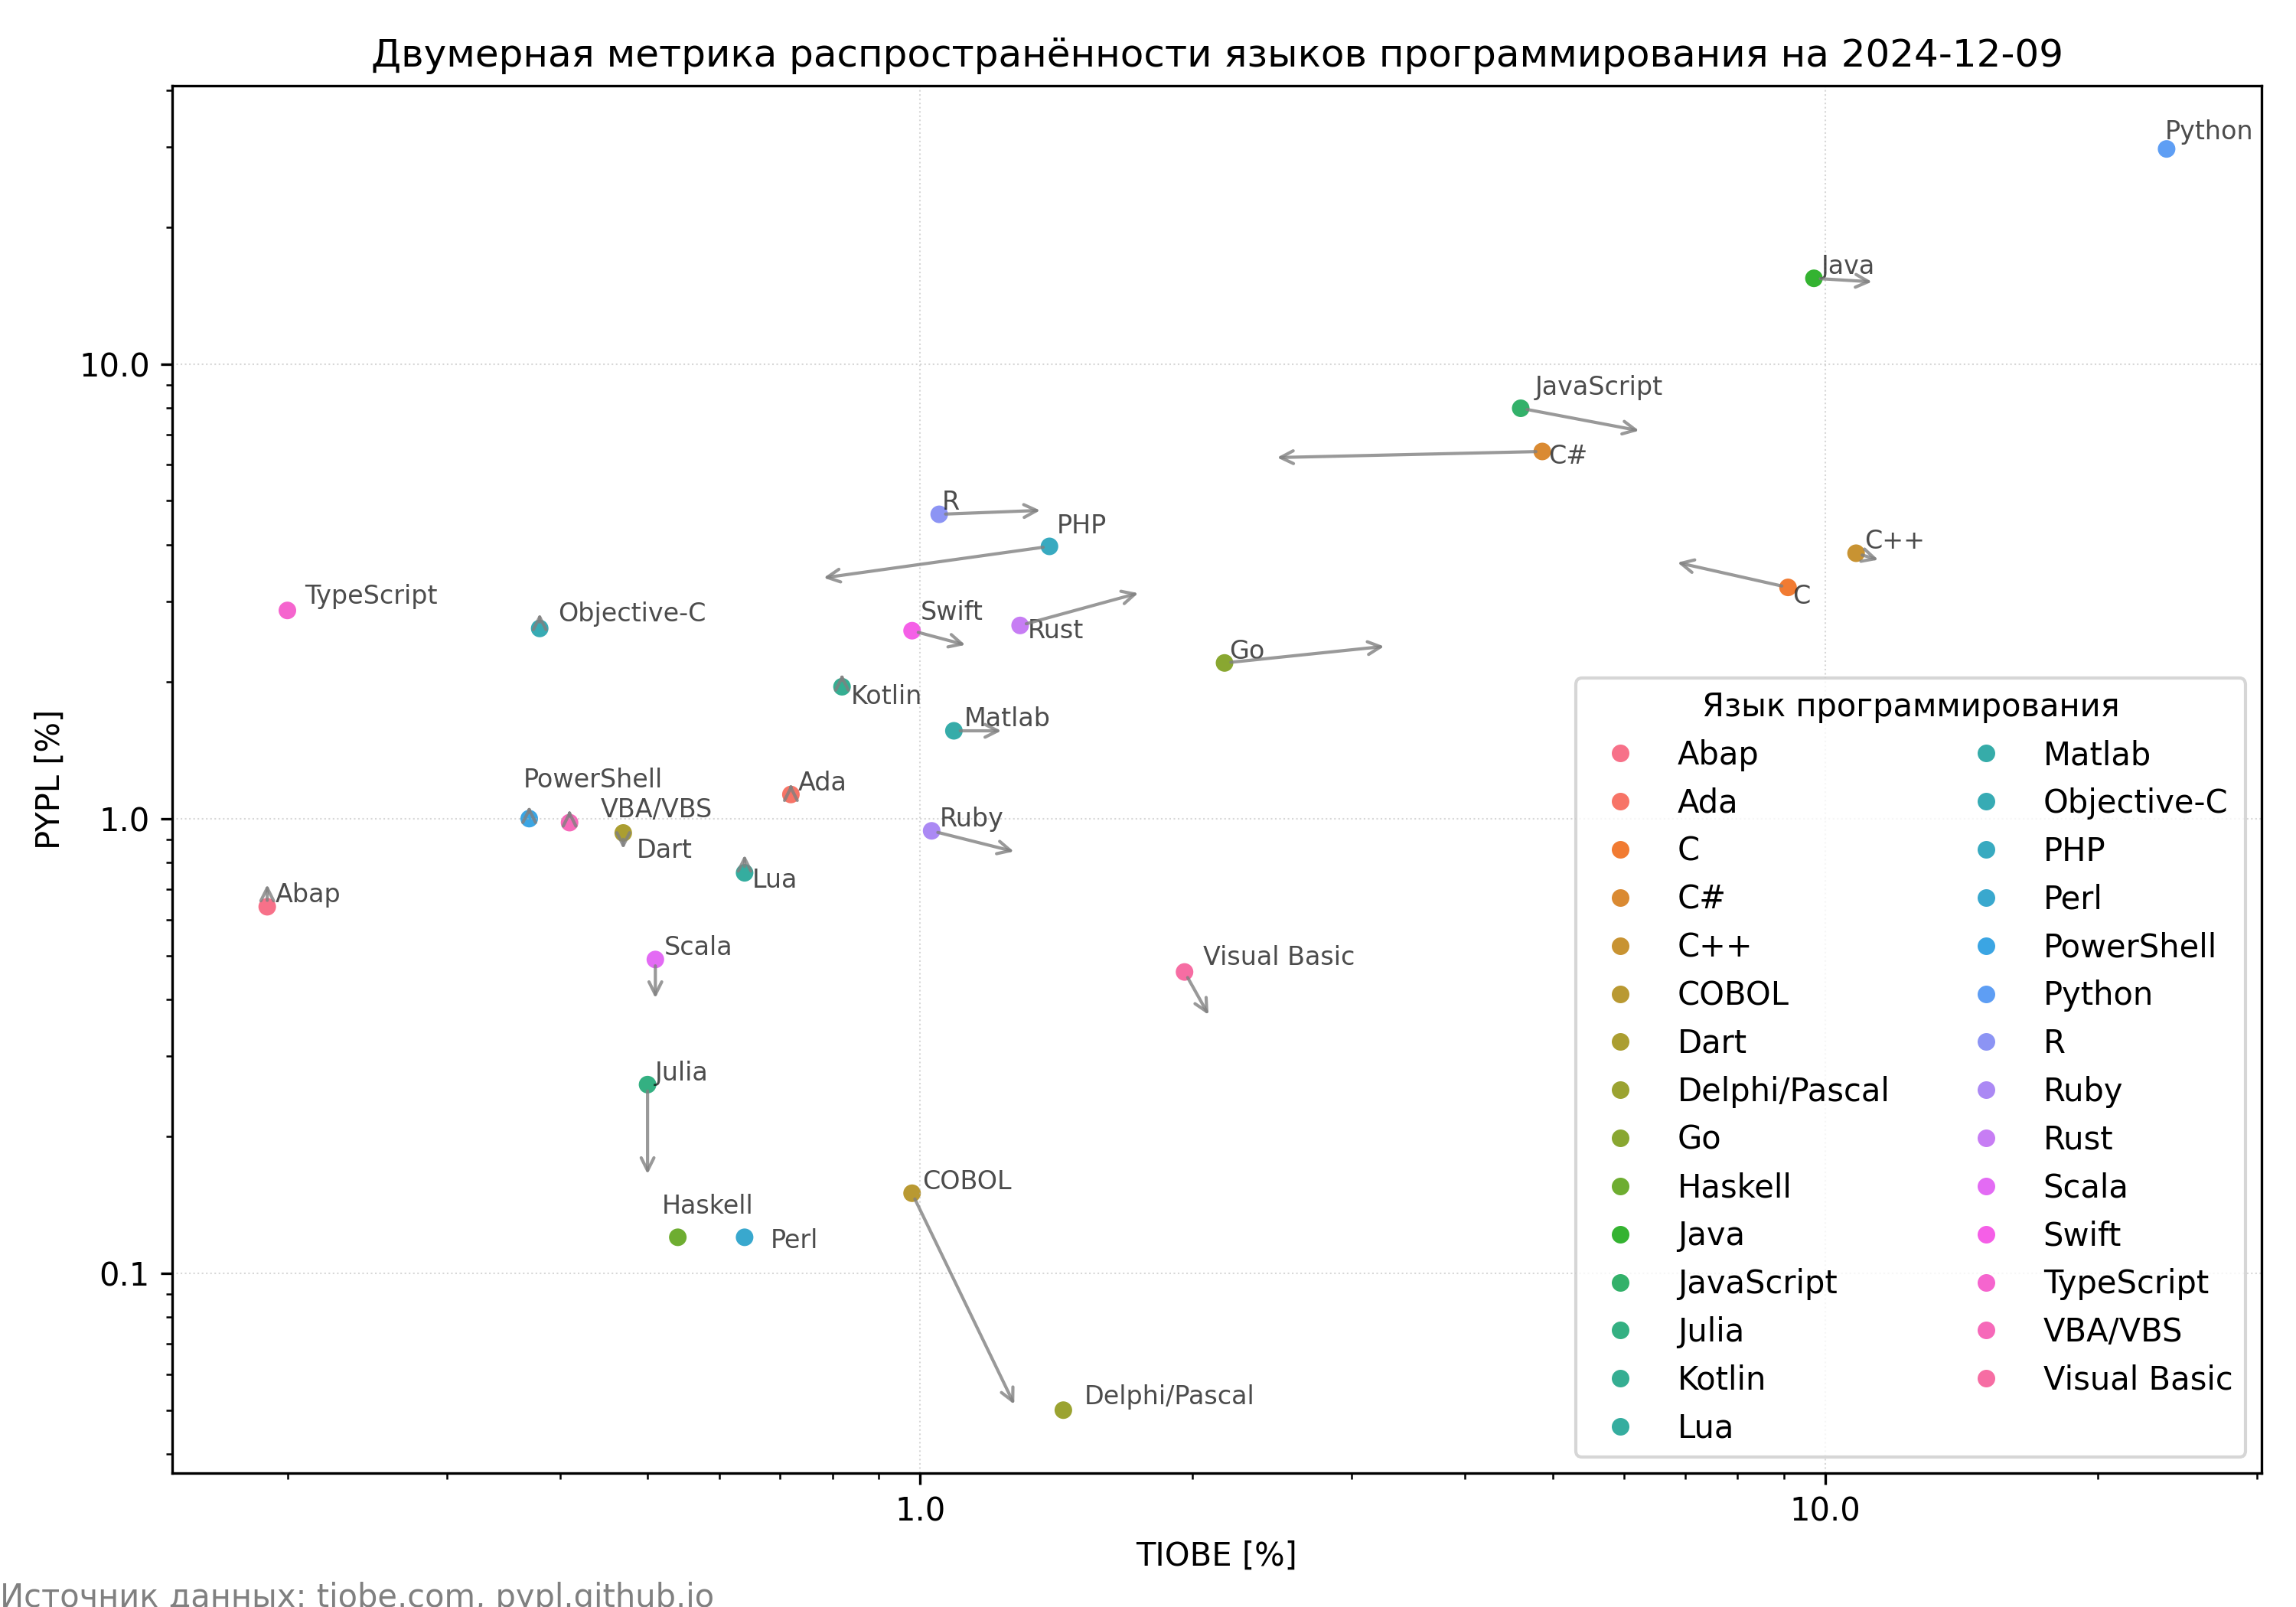 Двумерная метрика распространённости языков программирования на 2024-12-09
Python
Java
10.0
JavaScript
C#
R
PHP
C++
TypeScript
C
Objective-C
Swift
Rust
Go
Kotlin
Matlab
PYPL [%]
PowerShell
Ada
VBA/VBS
1.0
Ruby
Dart
Lua
Abap
Scala
Visual Basic
Julia
COBOL
Haskell
Perl
0.1
Delphi/Pascal
Язык программирования
Abap
Ada
C
C#
C++
COBOL
Dart
Delphi/Pascal
Go
Haskell
Java
JavaScript
Julia
Kotlin
Lua
Matlab
Objective-C
PHP
Perl
PowerShell
Python
R
Ruby
Rust
Scala
Swift
TypeScript
VBA/VBS
Visual Basic
1.0
10.0
TIOBE [%]
Источник данных: tiobe.com, pypl.github.io